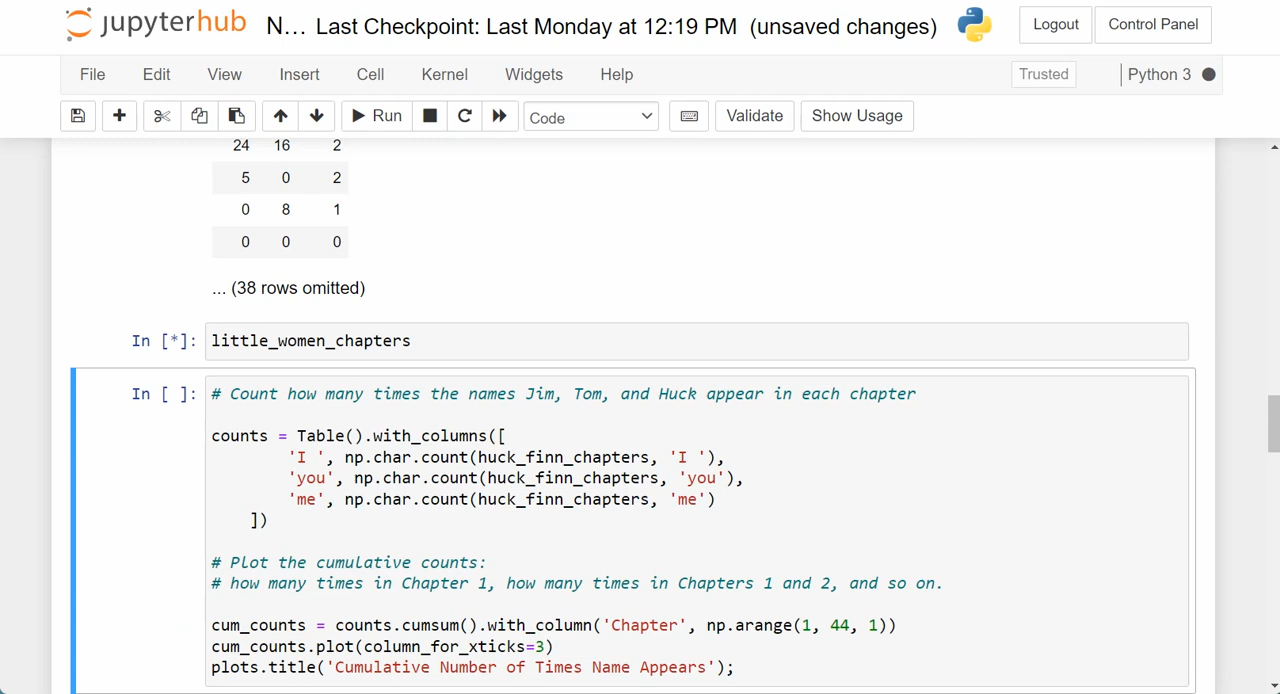 jupyterhub N... Last Checkpoint: Last Monday at 12:19 PM (unsaved changes) Logout Control Panel
File Edit View Insert Cell Kernel Widgets Help Trusted Python 3
Run Code Validate Show Usage
24 16 2
5 0 2
0 8 1
0 0 0
... (38 rows omitted)
In [*]: little_women_chapters
In [ ]: # Count how many times the names Jim, Tom, and Huck appear in each chapter
counts = Table().with_columns([
'I ', np.char.count(huck_finn_chapters, 'I '),
'you', np.char.count(huck_finn_chapters, 'you'),
'me', np.char.count(huck_finn_chapters, 'me')
])
# Plot the cumulative counts:
# how many times in Chapter 1, how many times in Chapters 1 and 2, and so on.
cum_counts = counts.cumsum().with_column('Chapter', np.arange(1, 44, 1))
cum_counts.plot(column_for_xticks=3)
plots.title('Cumulative Number of Times Name Appears');